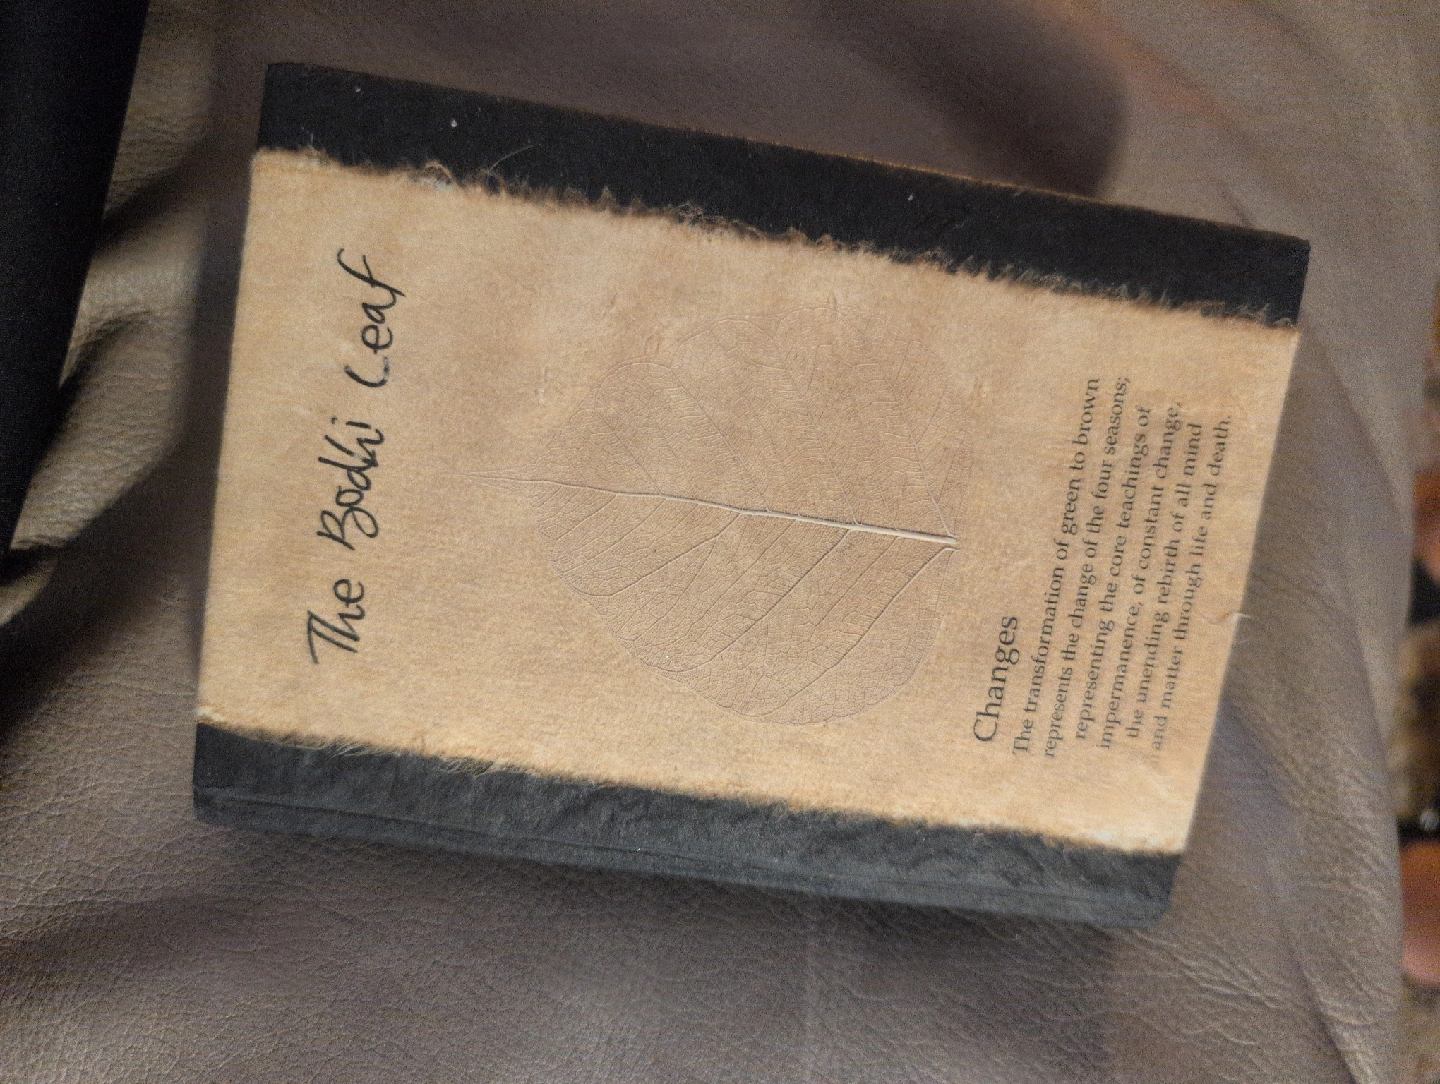 The Bodhi Leaf
Changes
The transformation of green to brown
represents the change of the four seasons;
representing the core teachings of
impermanence, of constant change,
the unending rebirth of all mind
and matter through life and death.